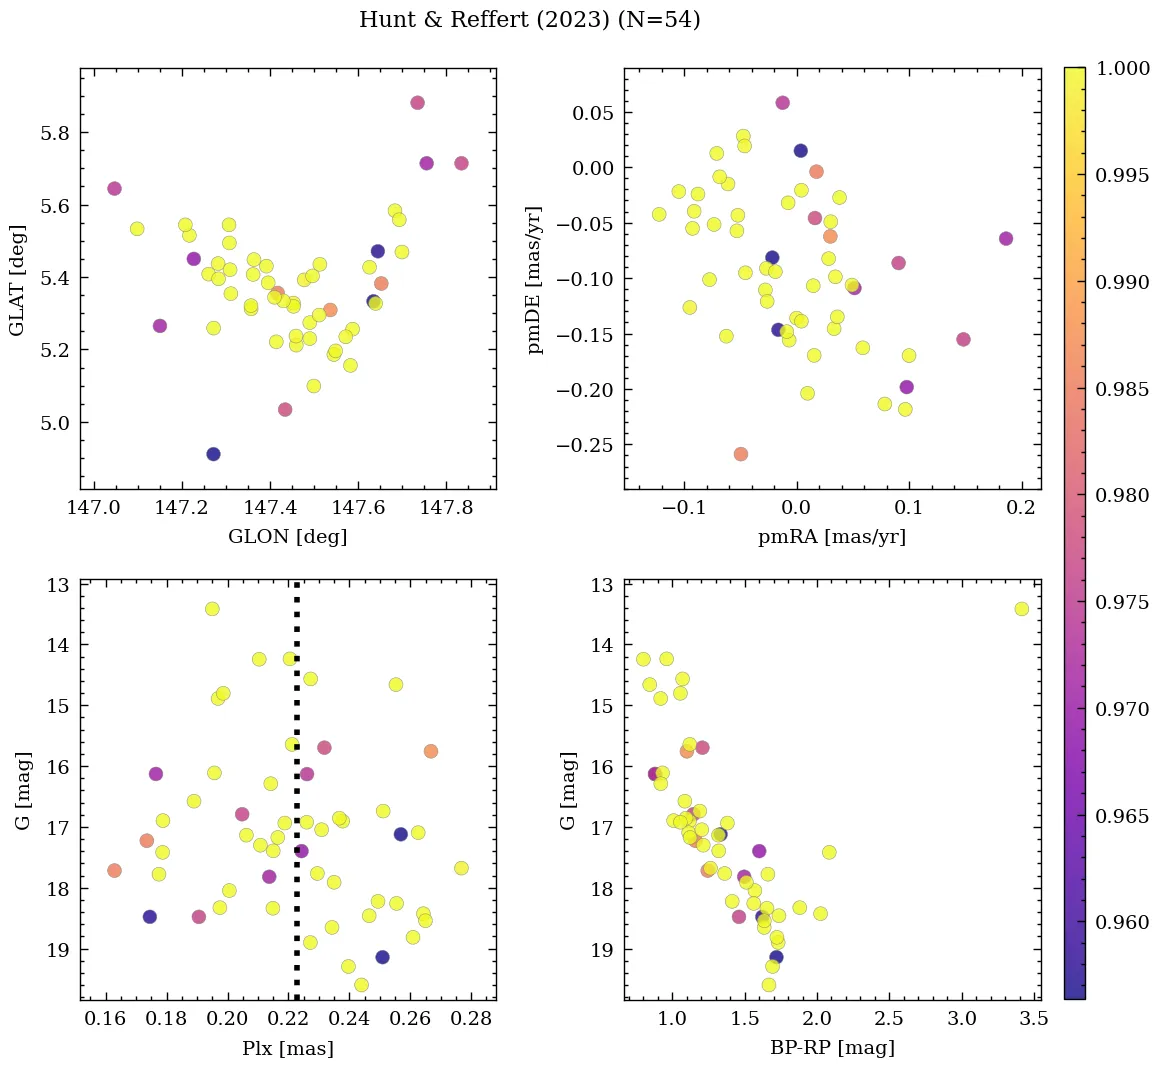 Hunt & Reffert (2023) (N=54)
GLAT [deg]
5.8
5.6
5.4
5.2
5.0
147.0 147.2 147.4 147.6 147.8
GLON [deg]
pmDE [mas/yr]
0.05
0.00
−0.05
−0.10
−0.15
−0.20
−0.25
−0.1 0.0 0.1 0.2
pmRA [mas/yr]
1.000
0.995
0.990
0.985
0.980
0.975
0.970
0.965
0.960
G [mag]
13
14
15
16
17
18
19
0.16 0.18 0.20 0.22 0.24 0.26 0.28
Plx [mas]
G [mag]
13
14
15
16
17
18
19
1.0 1.5 2.0 2.5 3.0 3.5
BP-RP [mag]